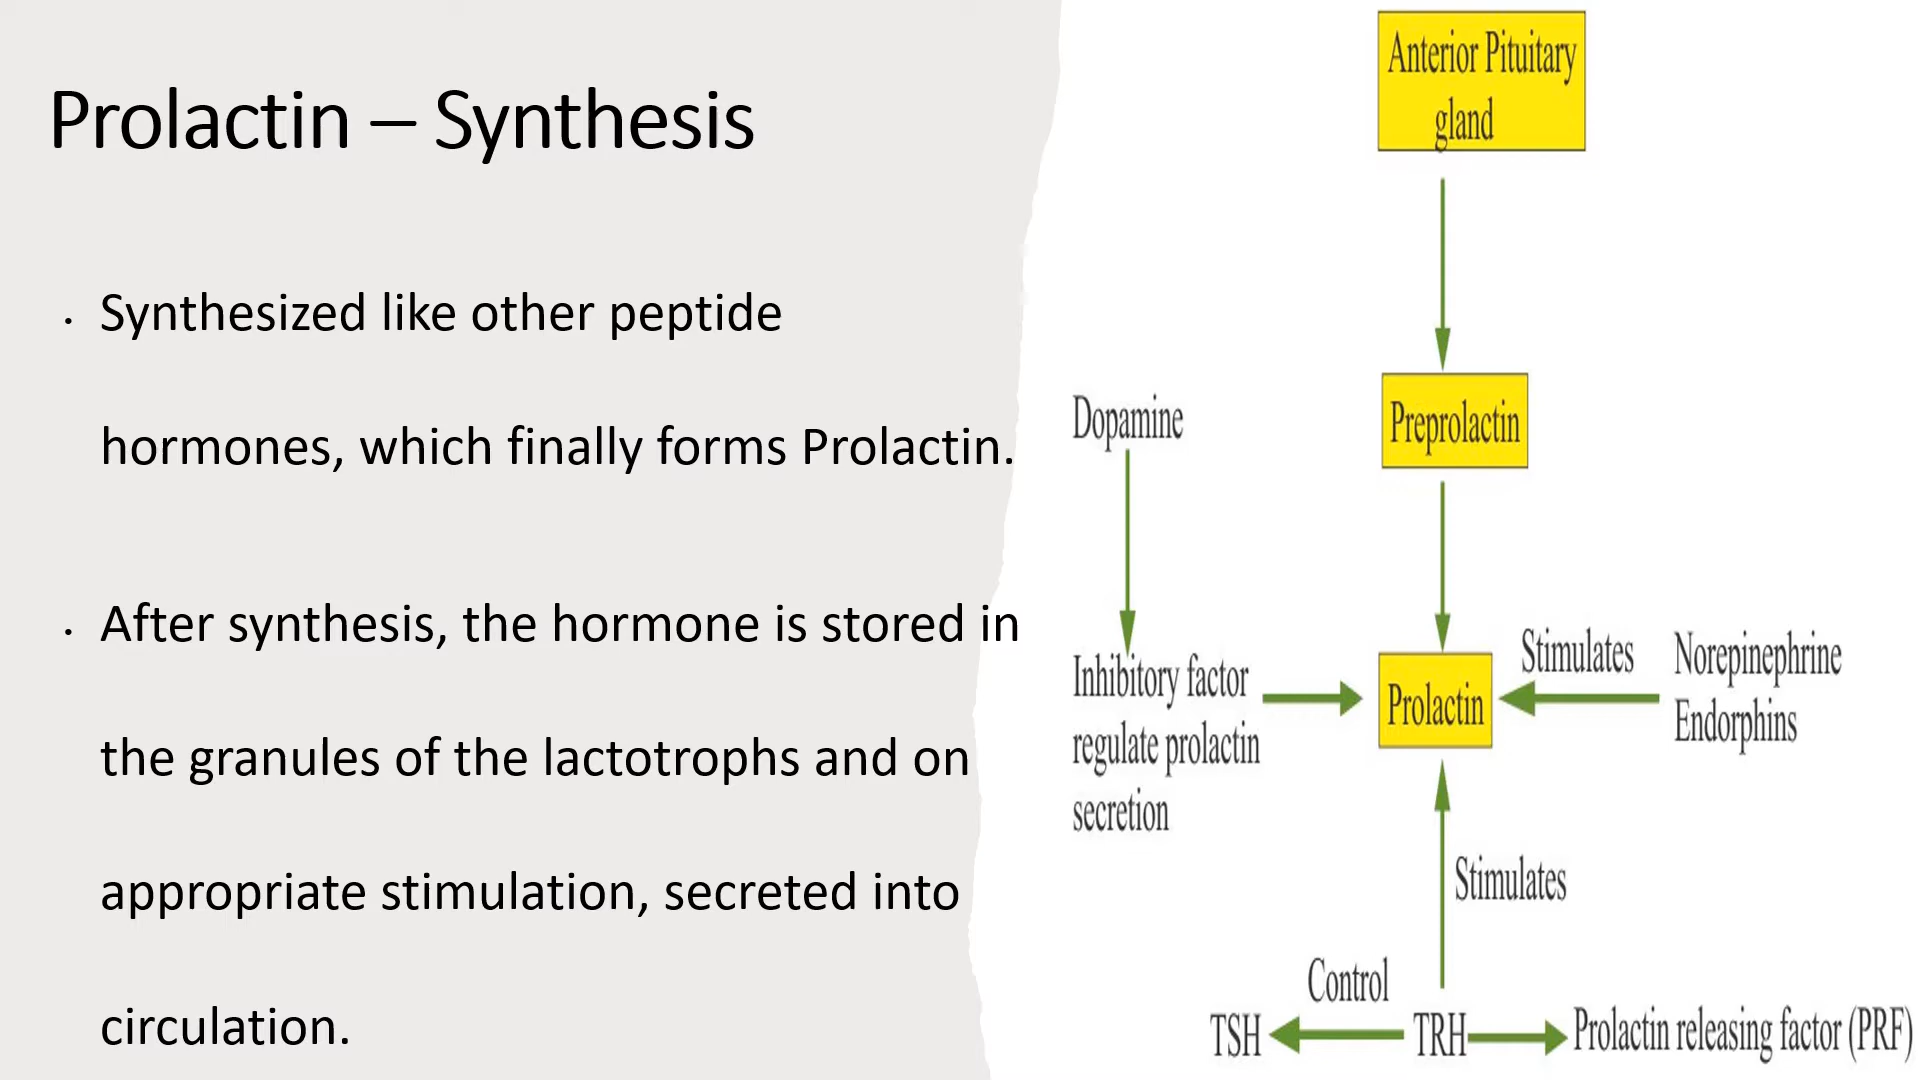 Prolactin – Synthesis
• Synthesized like other peptide
hormones, which finally forms Prolactin.
• After synthesis, the hormone is stored in
the granules of the lactotrophs and on
appropriate stimulation, secreted into
circulation.
Anterior Pituitary
gland
Dopamine
Preprolactin
Inhibitory factor
regulate prolactin
secretion
Prolactin
Stimulates
Norepinephrine
Endorphins
Stimulates
Control
TSH
TRH
Prolactin releasing factor (PRF)